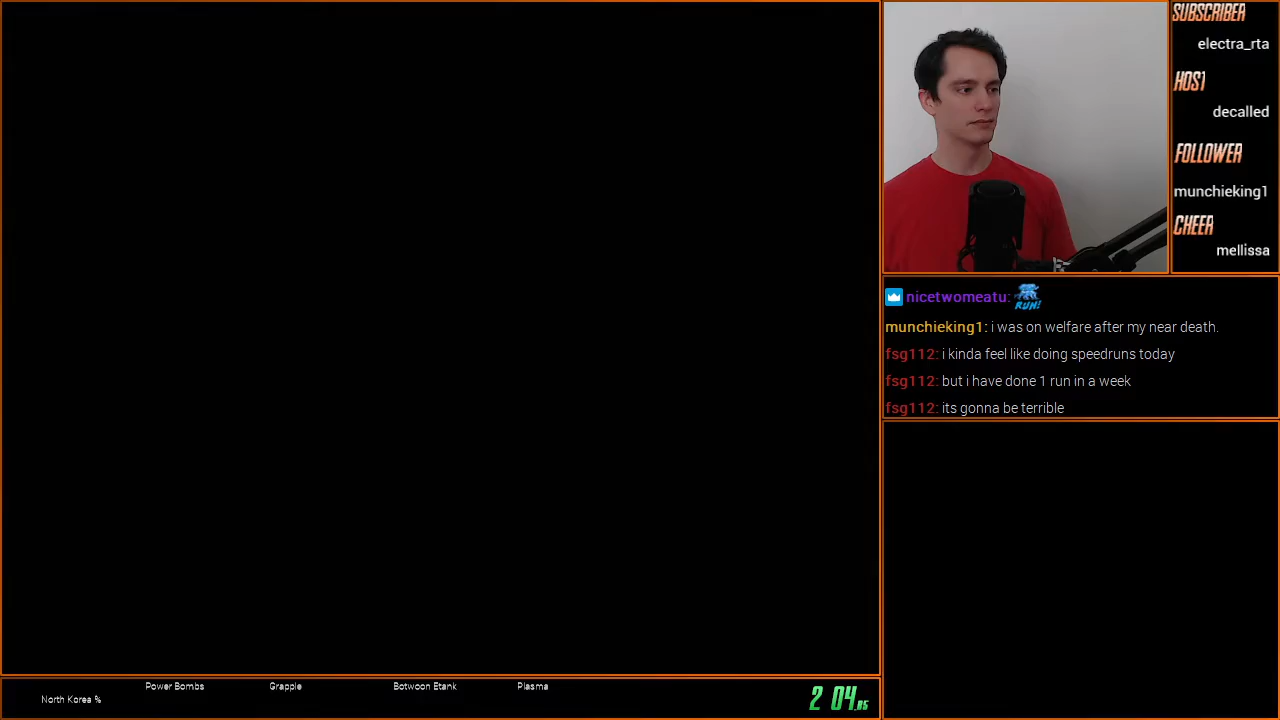 SUBSCRIBER
electra_rta
HOST
decalled
FOLLOWER
munchieking1
CHEER
mellissa
nicetwomeatu: RUN!
munchieking1: i was on welfare after my near death.
fsg112: i kinda feel like doing speedruns today
fsg112: but i have done 1 run in a week
fsg112: its gonna be terrible
North Korea %
Power Bombs
Grapple
Botwoon Etank
Plasma
2 04.85